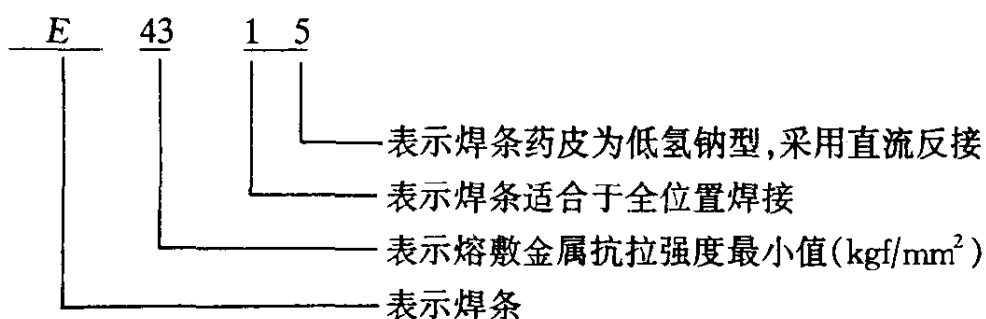 E 43 1 5
表示焊条药皮为低氢钠型,采用直流反接
表示焊条适合于全位置焊接
表示熔敷金属抗拉强度最小值(kgf/mm²)
表示焊条